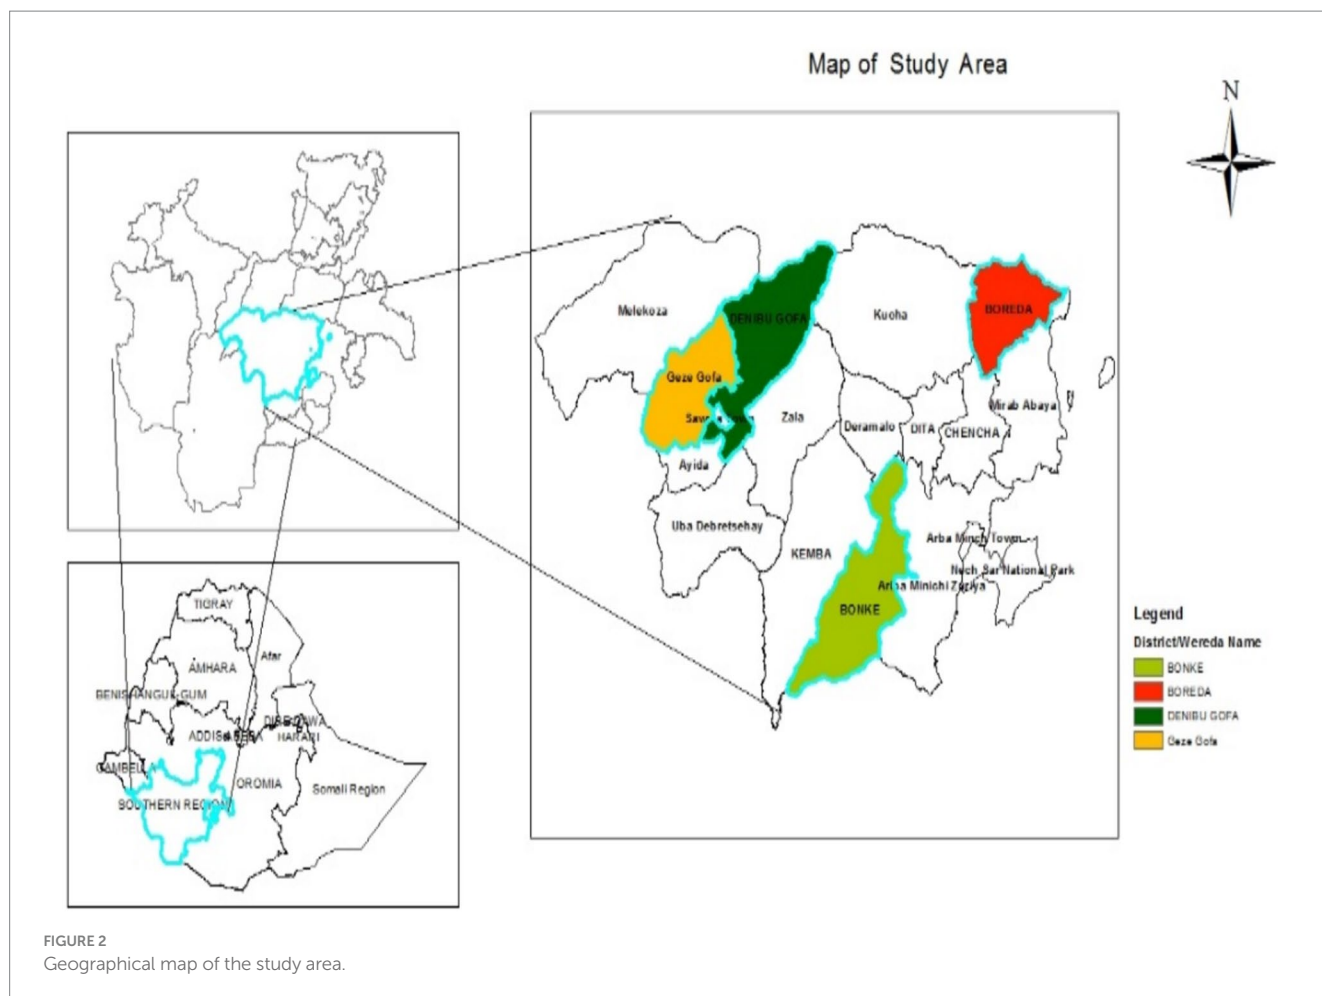 Map of Study Area
N
Melekoza
DENIBU GOFA
Kuoha
BOREDA
Geze Gofa
Mirab Abaya
Zala
Deramalo
DITA
CHENCHA
Ayida
Uba Debretsehay
KEMBA
Arba Minch Town
Nech Sar National Park
Arba Minichi Zuriya
BONKE
Legend
District/Wereda Name
BONKE
BOREDA
DENIBU GOFA
Geze Gofa
TIGRAY
AMHARA
Afar
BENISHANGUL-GUM
DIRE DAWA
ADDIS ABEBA
HARARI
GAMBELLA
OROMIA
Somali Region
SOUTHERN REGION
FIGURE 2
Geographical map of the study area.